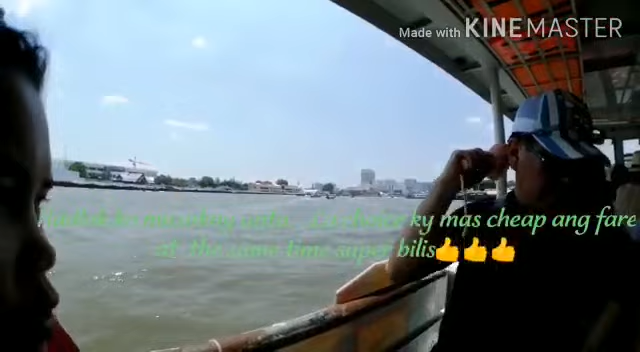 Made with KINEMASTER
ky mas cheap ang fare
at the same time super bilis👍👍👍